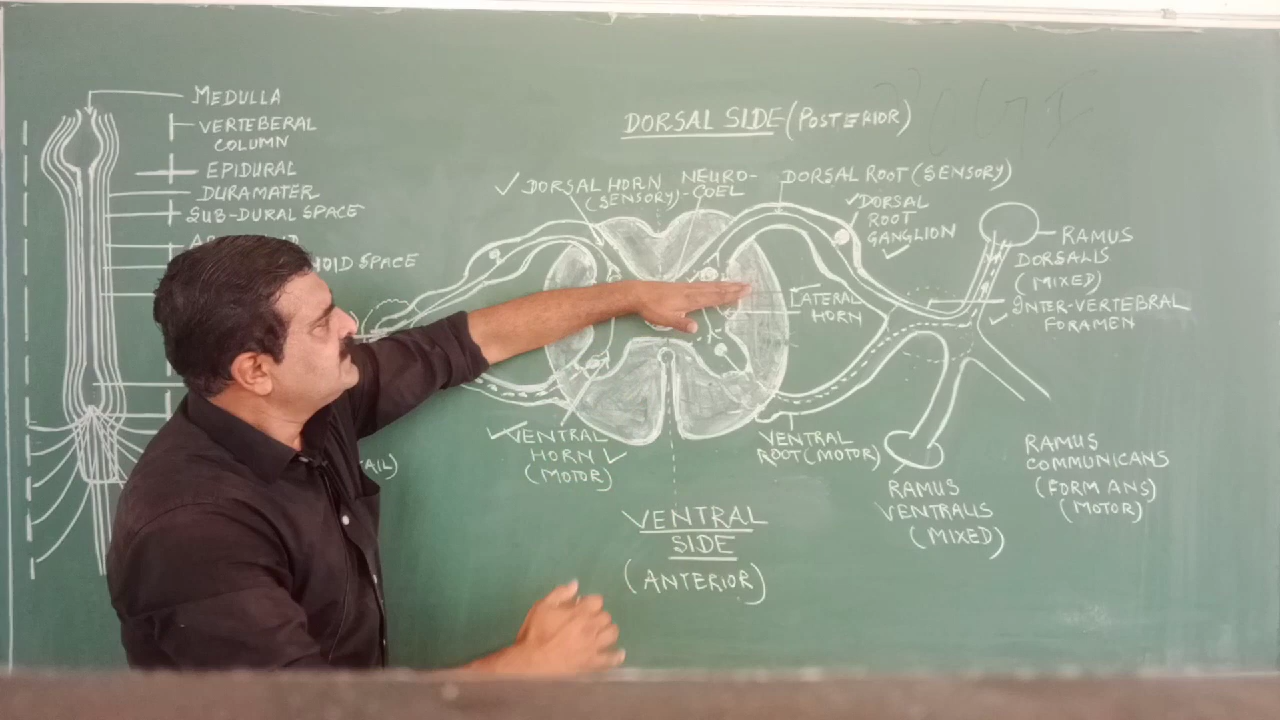 MEDULLA
VERTEBERAL
COLUMN
EPIDURAL
DURAMATER
SUB-DURAL SPACE
SPACE
DORSAL SIDE (POSTERIOR)
DORSAL HORN
(SENSORY)
NEURO-
-COEL
DORSAL ROOT (SENSORY)
DORSAL
ROOT
GANGLION
RAMUS
DORSALIS
(MIXED)
INTER-VERTEBRAL
FORAMEN
LATERAL
HORN
VENTRAL
HORN
(MOTOR)
VENTRAL
ROOT (MOTOR)
RAMUS
VENTRALIS
(MIXED)
RAMUS
COMMUNICANS
(FORM ANS)
(MOTOR)
VENTRAL
SIDE
(ANTERIOR)